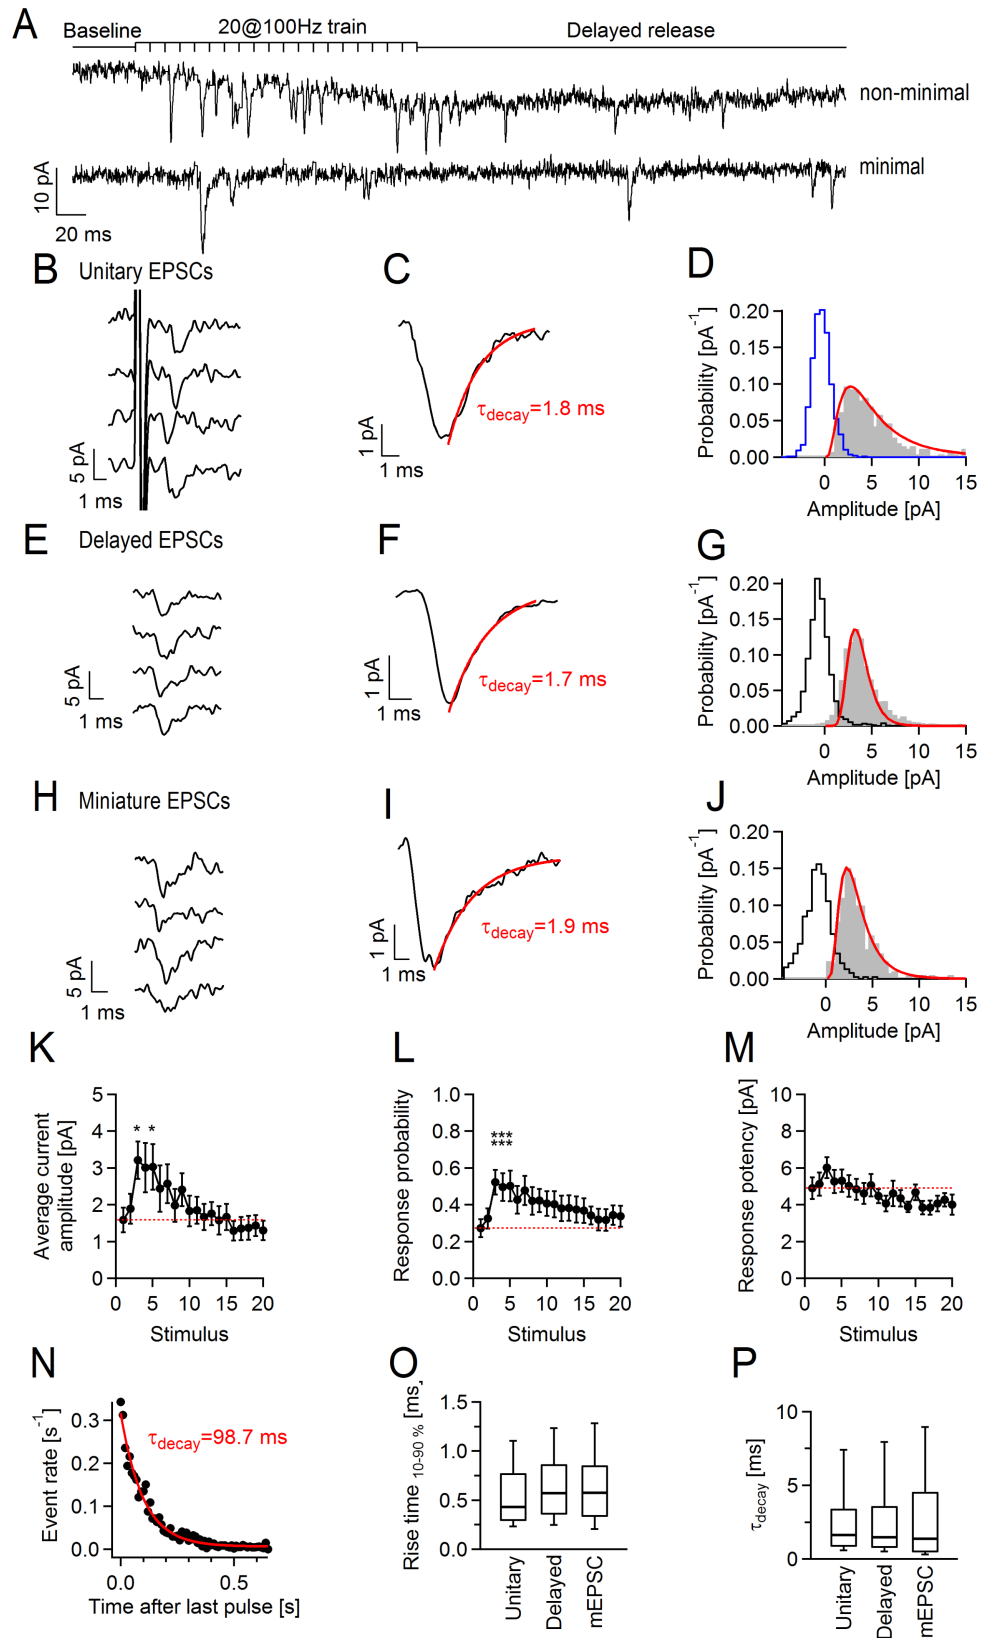 A
Baseline
20@100Hz train
Delayed release
non-minimal
minimal
10 pA
20 ms
B
Unitary EPSCs
5 pA
1 ms
C
τdecay=1.8 ms
1 pA
1 ms
D
Probability [pA-1]
0.20
0.15
0.10
0.05
0.00
0 5 10 15
Amplitude [pA]
E
Delayed EPSCs
5 pA
1 ms
F
τdecay=1.7 ms
1 pA
1 ms
G
Probability [pA-1]
0.20
0.15
0.10
0.05
0.00
0 5 10 15
Amplitude [pA]
H
Miniature EPSCs
5 pA
1 ms
I
τdecay=1.9 ms
1 pA
1 ms
J
Probability [pA-1]
0.20
0.15
0.10
0.05
0.00
0 5 10 15
Amplitude [pA]
K
Average current
amplitude [pA]
5
4
3
2
1
0
* *
0 5 10 15 20
Stimulus
L
Response probability
1.0
0.8
0.6
0.4
0.2
0.0
***
***
0 5 10 15 20
Stimulus
M
Response potency [pA]
10
8
6
4
2
0
0 5 10 15 20
Stimulus
N
Event rate [s-1]
0.3
0.2
0.1
0.0
τdecay=98.7 ms
0.0 0.5
Time after last pulse [s]
O
Rise time 10-90 % [ms]
1.5
1.0
0.5
0.0
Unitary
Delayed
mEPSC
P
τdecay [ms]
10
5
0
Unitary
Delayed
mEPSC